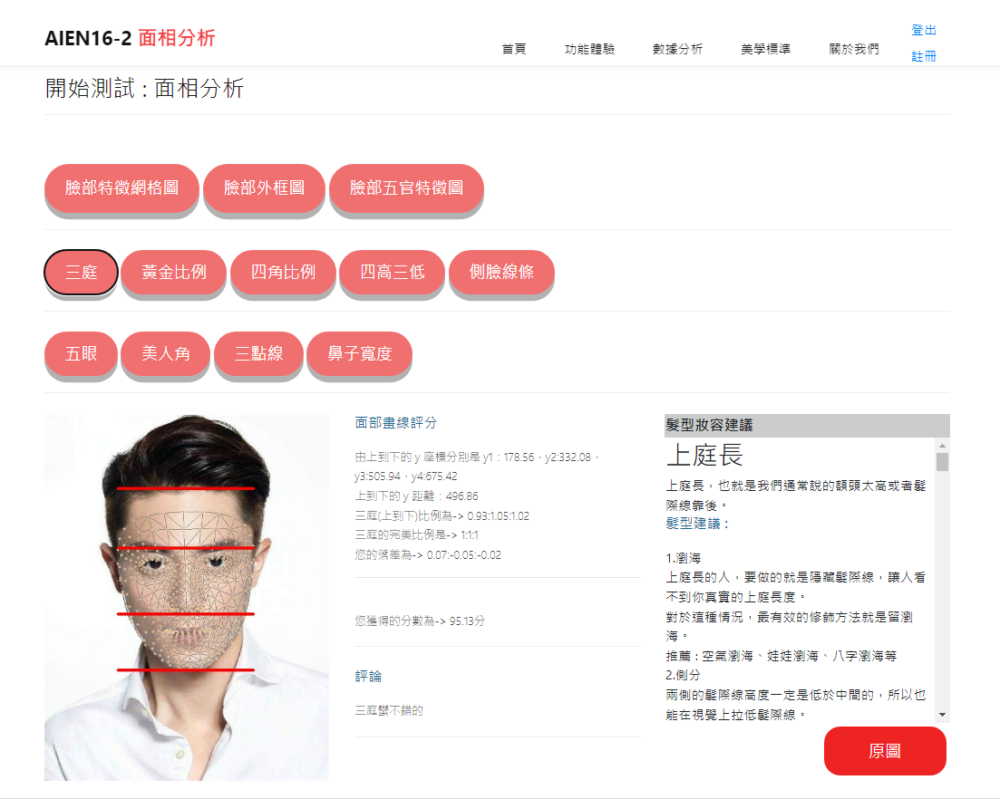 AIEN16-2 面相分析
首頁
功能體驗
數據分析
美學標準
關於我們
登出
註冊
開始測試 : 面相分析
臉部特徵網格圖
臉部外框圖
臉部五官特徵圖
三庭
黃金比例
四角比例
四高三低
側臉線條
五眼
美人角
三點線
鼻子寬度
面部畫線評分
由上到下的 y 座標分別是 y1 : 178.56，y2:332.08，
y3:505.94，y4:675.42
上到下的 y 距離 : 496.86
三庭(上到下)比例為-> 0.93:1.05:1.02
三庭的完美比例是-> 1:1:1
您的落差為-> 0.07:-0.05:-0.02
您獲得的分數為-> 95.13分
評論
三庭蠻不錯的
髮型妝容建議
上庭長
上庭長，也就是我們通常說的額頭太高或者髮
際線靠後。
髮型建議 :
1.瀏海
上庭長的人，要做的就是隱藏髮際線，讓人看
不到你真實的上庭長度。
對於這種情況，最有效的修飾方法就是留瀏
海。
推薦 : 空氣瀏海、娃娃瀏海、八字瀏海等
2.側分
兩側的髮際線高度一定是低於中間的，所以也
能在視覺上拉低髮際線。
原圖